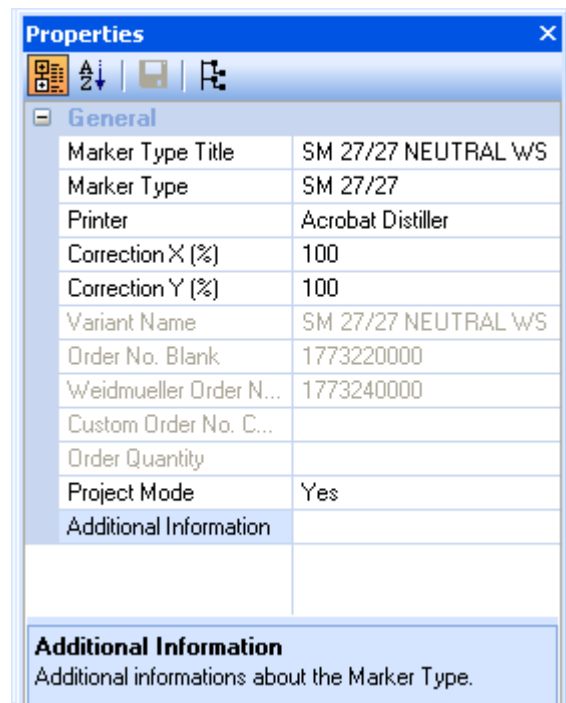 Properties
General
Marker Type Title SM 27/27 NEUTRAL WS
Marker Type SM 27/27
Printer Acrobat Distiller
Correction X (%) 100
Correction Y (%) 100
Variant Name SM 27/27 NEUTRAL WS
Order No. Blank 1773220000
Weidmueller Order N... 1773240000
Custom Order No. C...
Order Quantity
Project Mode Yes
Additional Information
Additional Information
Additional informations about the Marker Type.